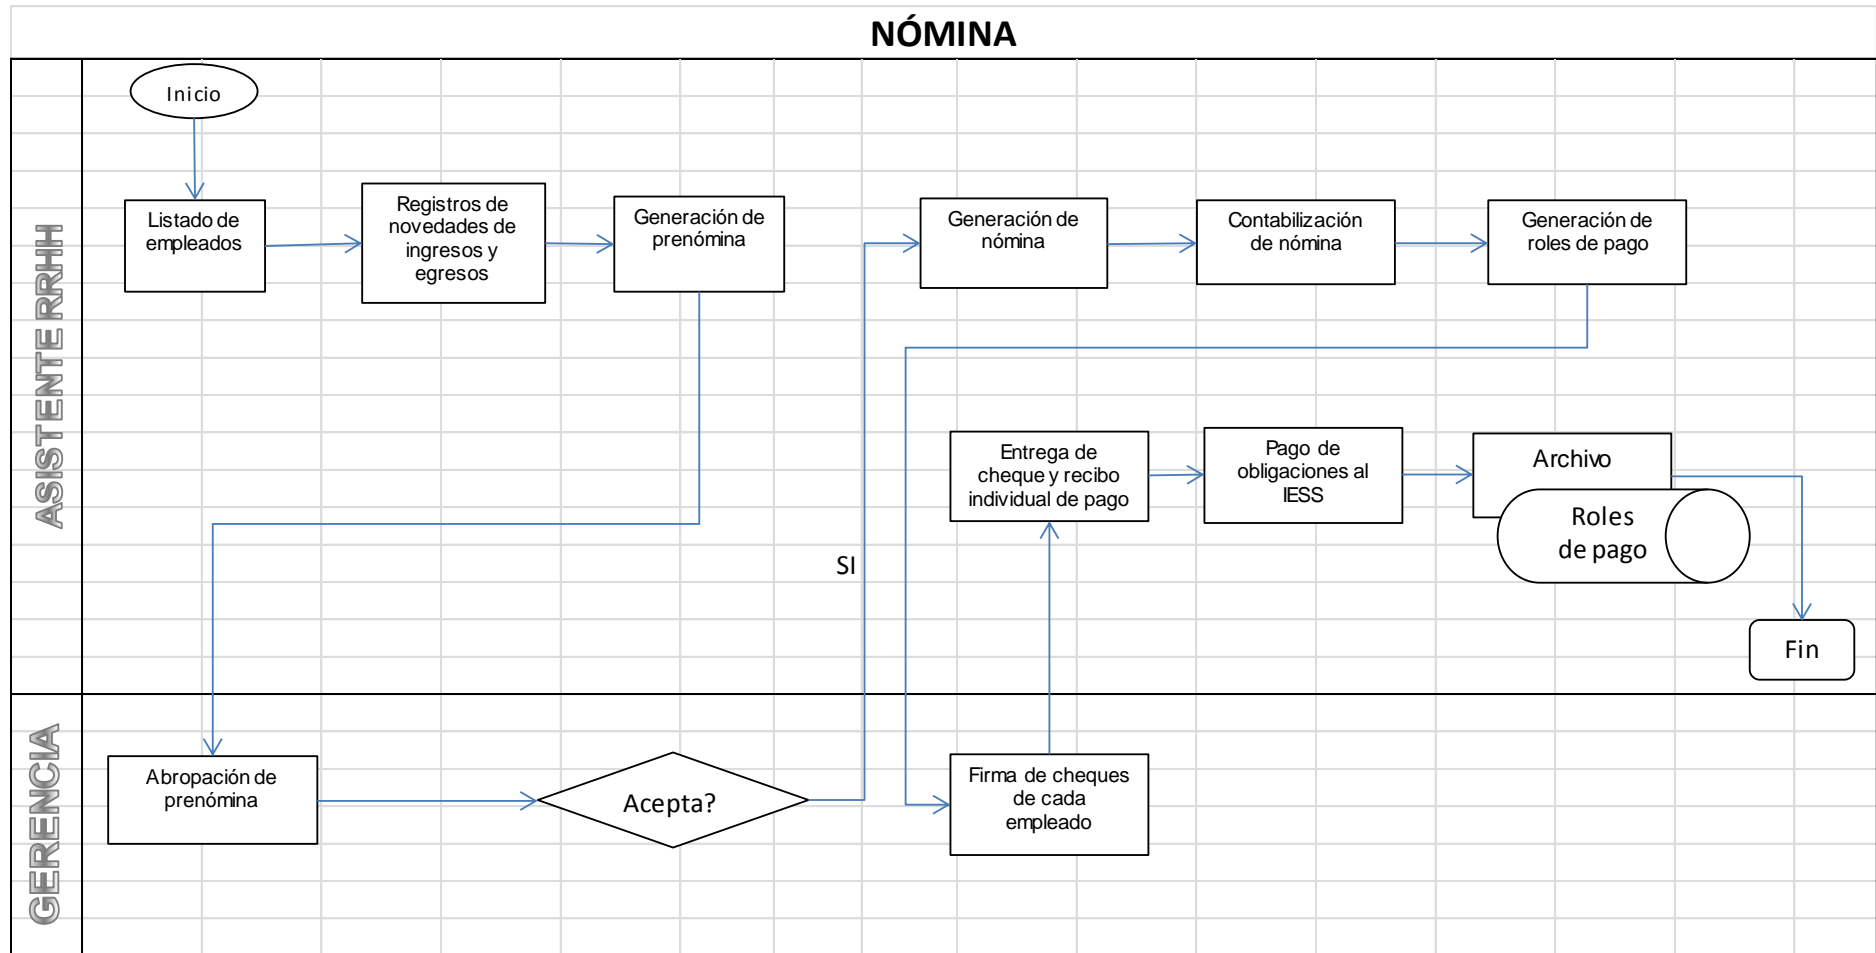 NÓMINA
ASISTENTE RRHH
Inicio
Listado de
empleados
Registros de
novedades de
ingresos y
egresos
Generación de
prenómina
Generación de
nómina
Contabilización
de nómina
Generación de
roles de pago
Entrega de
cheque y recibo
individual de pago
Pago de
obligaciones al
IESS
Archivo
Roles
de pago
SI
Fin
GERENCIA
Abropación de
prenómina
Acepta?
Firma de cheques
de cada
empleado